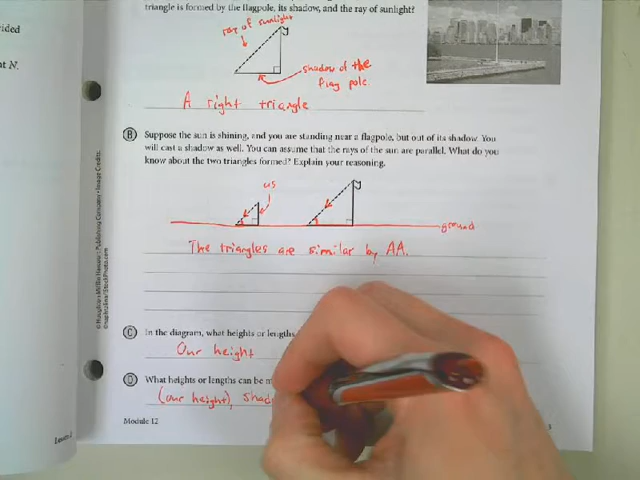 vided
nt N.
triangle is formed by the flagpole, its shadow, and the ray of sunlight?
ray of sunlight
shadow of the
flag pole.
A right triangle
B Suppose the sun is shining, and you are standing near a flagpole, but out of its shadow. You
will cast a shadow as well. You can assume that the rays of the sun are parallel. What do you
know about the two triangles formed? Explain your reasoning.
us
ground
The triangles are similar by AA.
C In the diagram, what heights or lengths
Our height
D What heights or lengths can be m
(our height), shad
Module 12